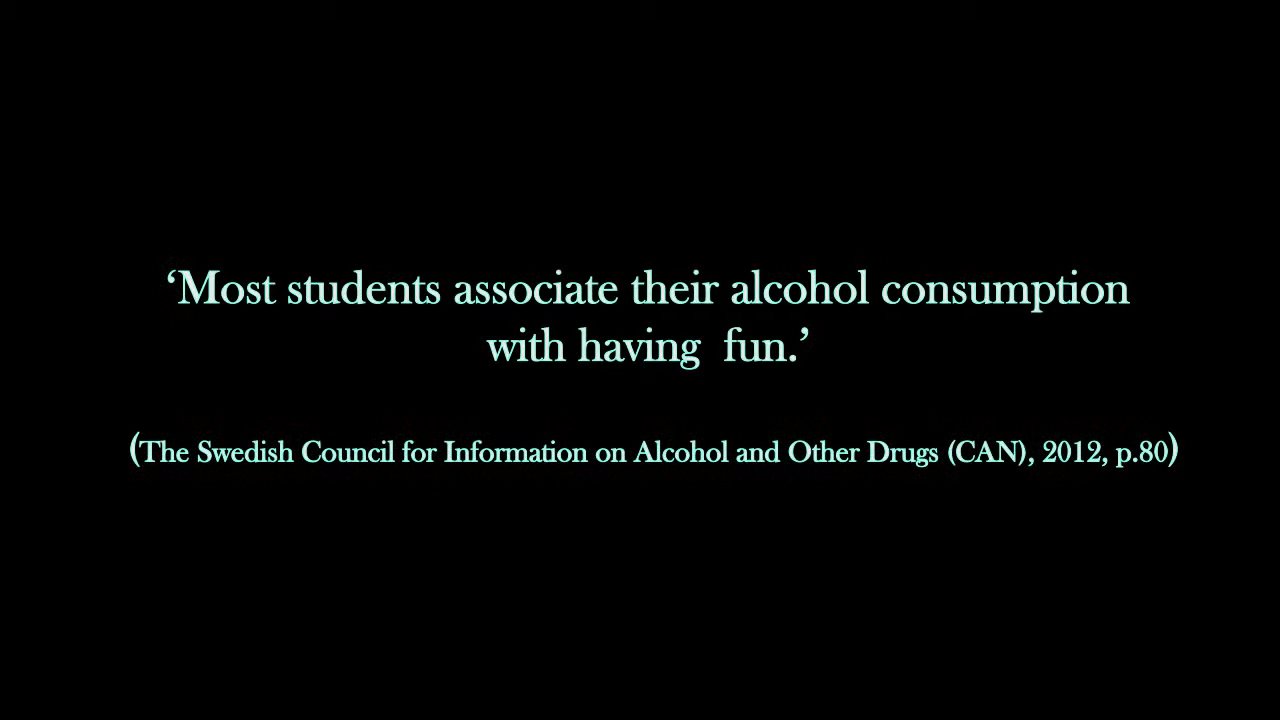 ‘Most students associate their alcohol consumption
with having  fun.’
(The Swedish Council for Information on Alcohol and Other Drugs (CAN), 2012, p.80)